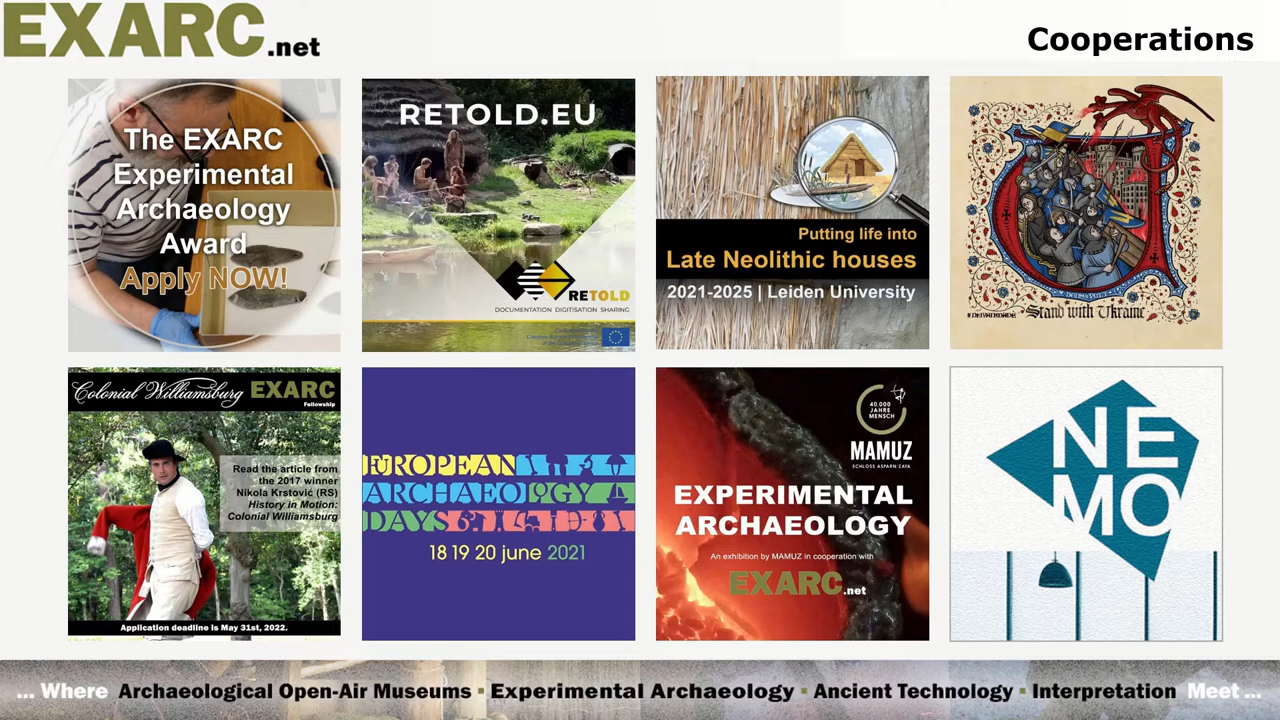 EXARC.net
Cooperations
The EXARC
Experimental
Archaeology
Award
Apply NOW!
RETOLD.EU
RETOLD
DOCUMENTATION DIGITISATION SHARING
Putting life into
Late Neolithic houses
2021-2025 | Leiden University
Stand with Ukraine
Colonial Williamsburg EXARC
Fellowship
Read the article from
the 2017 winner
Nikola Krstović (RS)
History in Motion:
Colonial Williamsburg
Application deadline is May 31st, 2022.
EUROPEAN
ARCHAEOLOGY
DAYS
18 19 20 june 2021
40.000
JAHRE
MENSCH
MAMUZ
SCHLOSS ASPARN/ZAYA
EXPERIMENTAL
ARCHAEOLOGY
An exhibition by MAMUZ in cooperation with
EXARC.net
NE
MO
... Where Archaeological Open-Air Museums ▪ Experimental Archaeology ▪ Ancient Technology ▪ Interpretation Meet ...